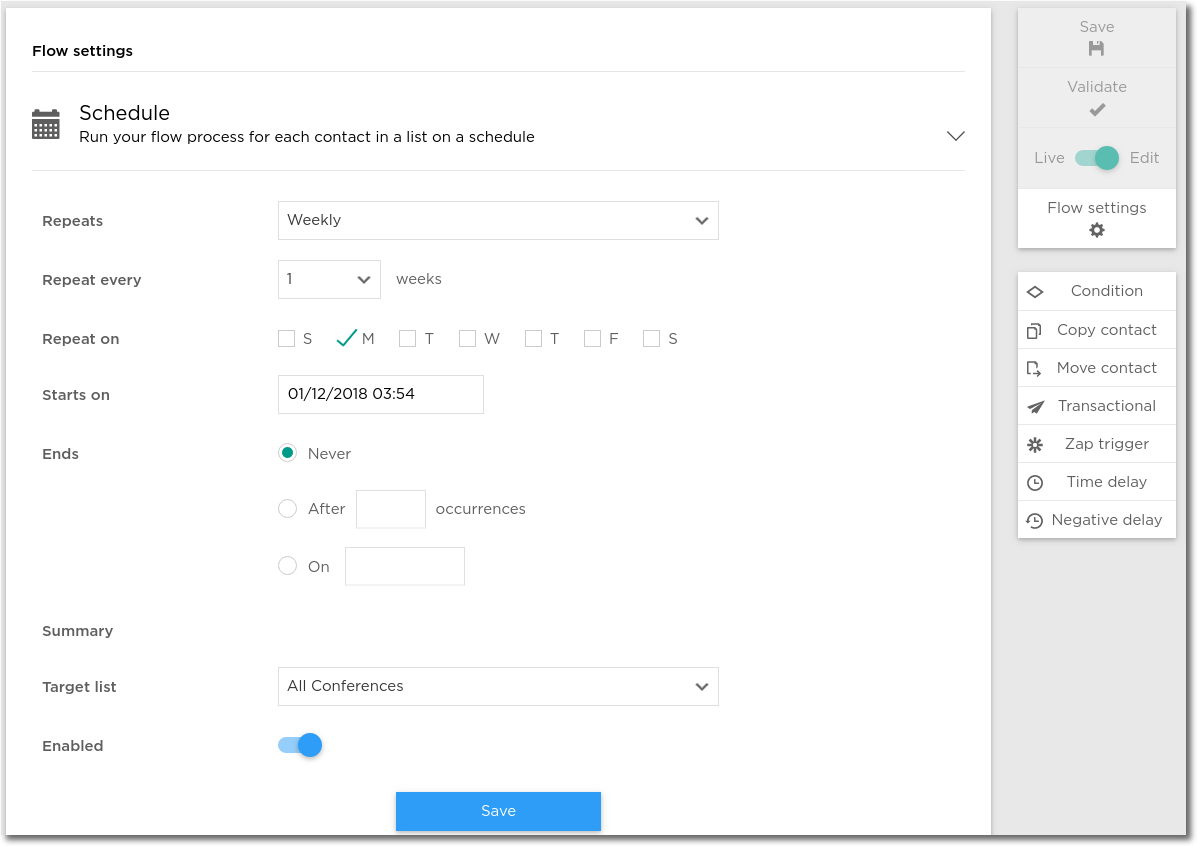 Flow settings
Schedule
Run your flow process for each contact in a list on a schedule
Repeats Weekly
Repeat every 1 weeks
Repeat on S M T W T F S
Starts on 01/12/2018 03:54
Ends Never
After occurrences
On
Summary
Target list All Conferences
Enabled
Save
Save
Validate
Live Edit
Flow settings
Condition
Copy contact
Move contact
Transactional
Zap trigger
Time delay
Negative delay